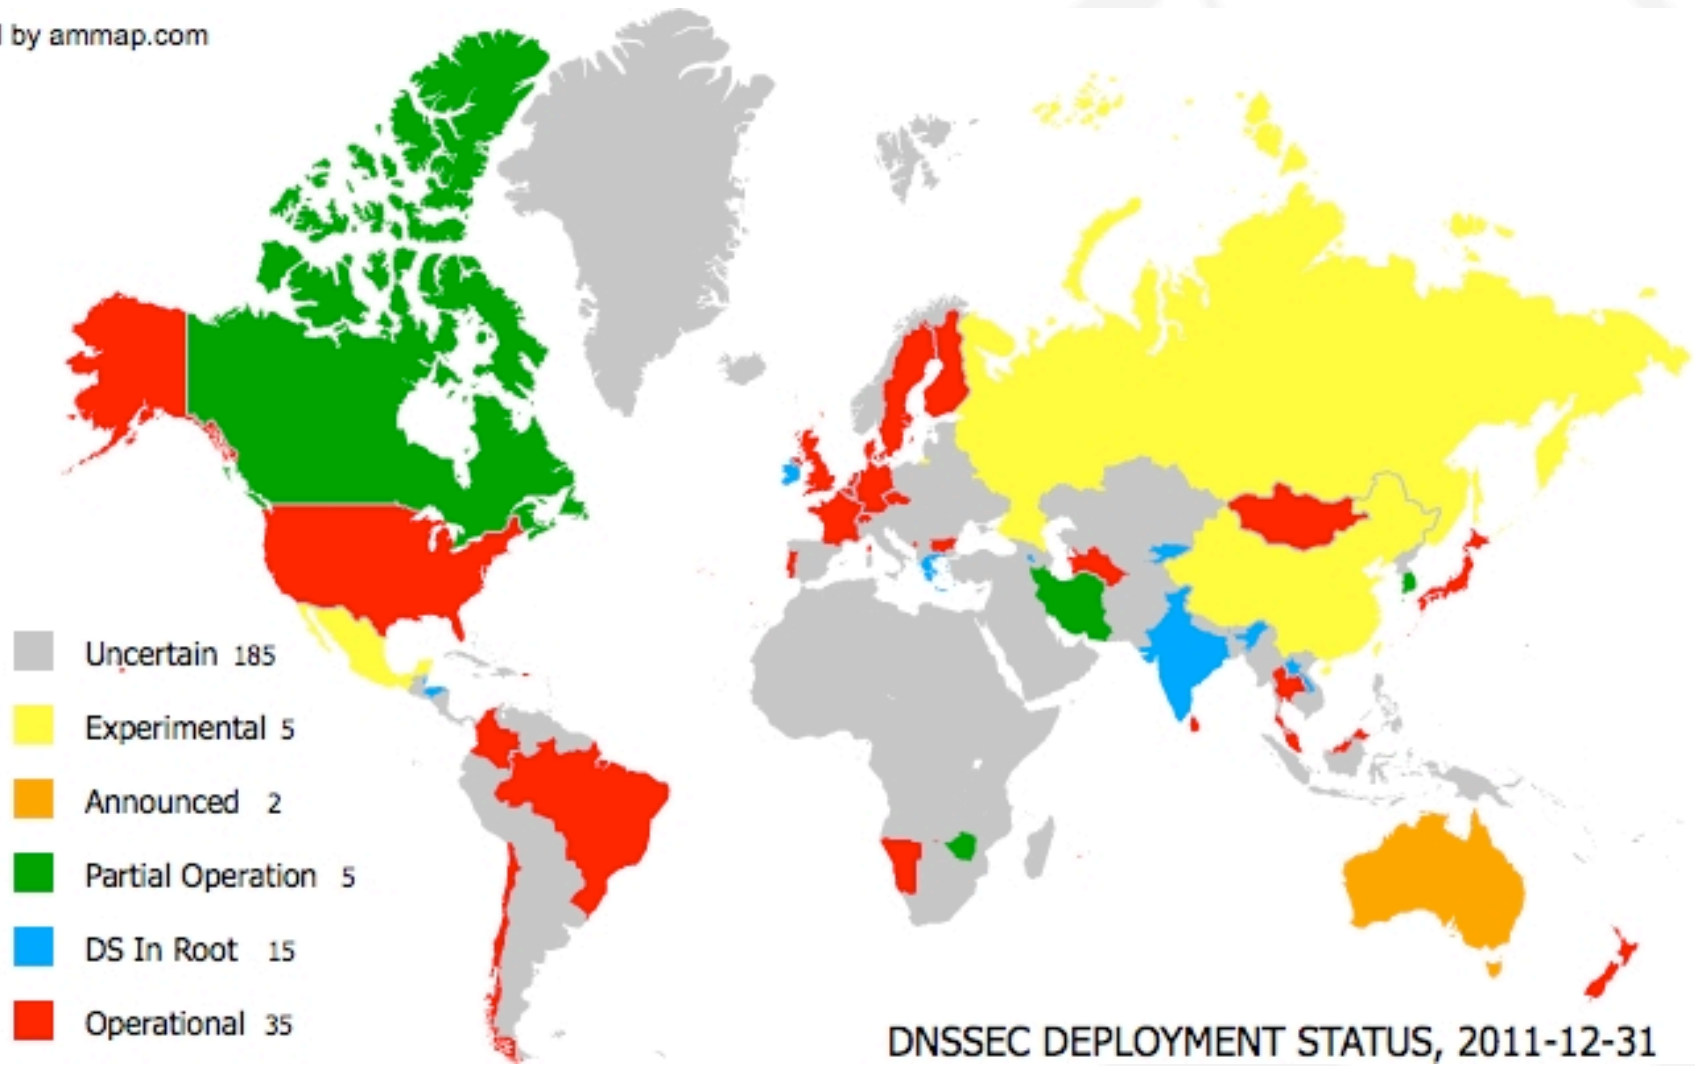 by ammap.com
Uncertain 185
Experimental 5
Announced 2
Partial Operation 5
DS In Root 15
Operational 35
DNSSEC DEPLOYMENT STATUS, 2011-12-31